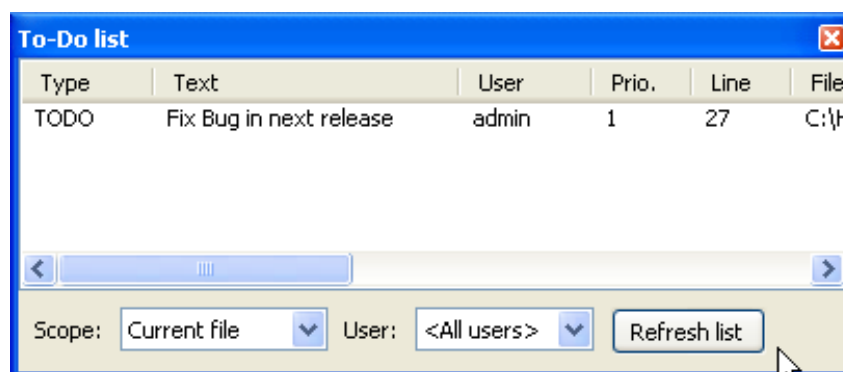 To-Do list
Type Text User Prio. Line File
TODO Fix Bug in next release admin 1 27 C:\
Scope: Current file User: <All users> Refresh list